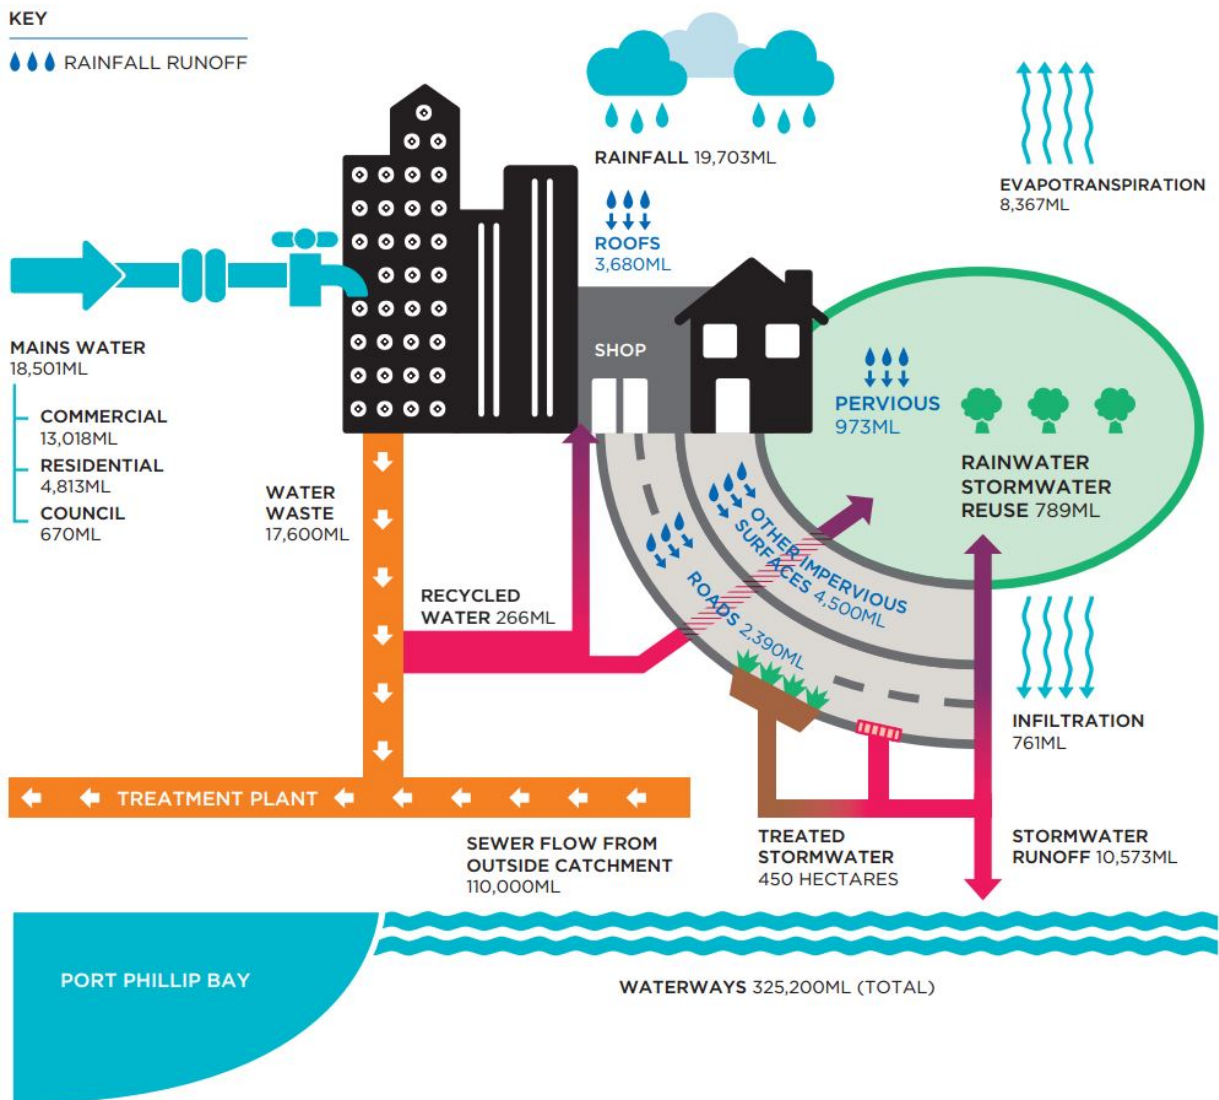 KEY
RAINFALL RUNOFF
RAINFALL 19,703ML
EVAPOTRANSPIRATION
8,367ML
ROOFS
3,680ML
MAINS WATER
18,501ML
COMMERCIAL
13,018ML
RESIDENTIAL
4,813ML
COUNCIL
670ML
SHOP
PERVIOUS
973ML
RAINWATER
STORMWATER
REUSE 789ML
WATER
WASTE
17,600ML
RECYCLED
WATER 266ML
OTHER IMPERVIOUS
SURFACES 4,500ML
ROADS 2,390ML
INFILTRATION
761ML
TREATMENT PLANT
SEWER FLOW FROM
OUTSIDE CATCHMENT
110,000ML
TREATED
STORMWATER
450 HECTARES
STORMWATER
RUNOFF 10,573ML
PORT PHILLIP BAY
WATERWAYS 325,200ML (TOTAL)